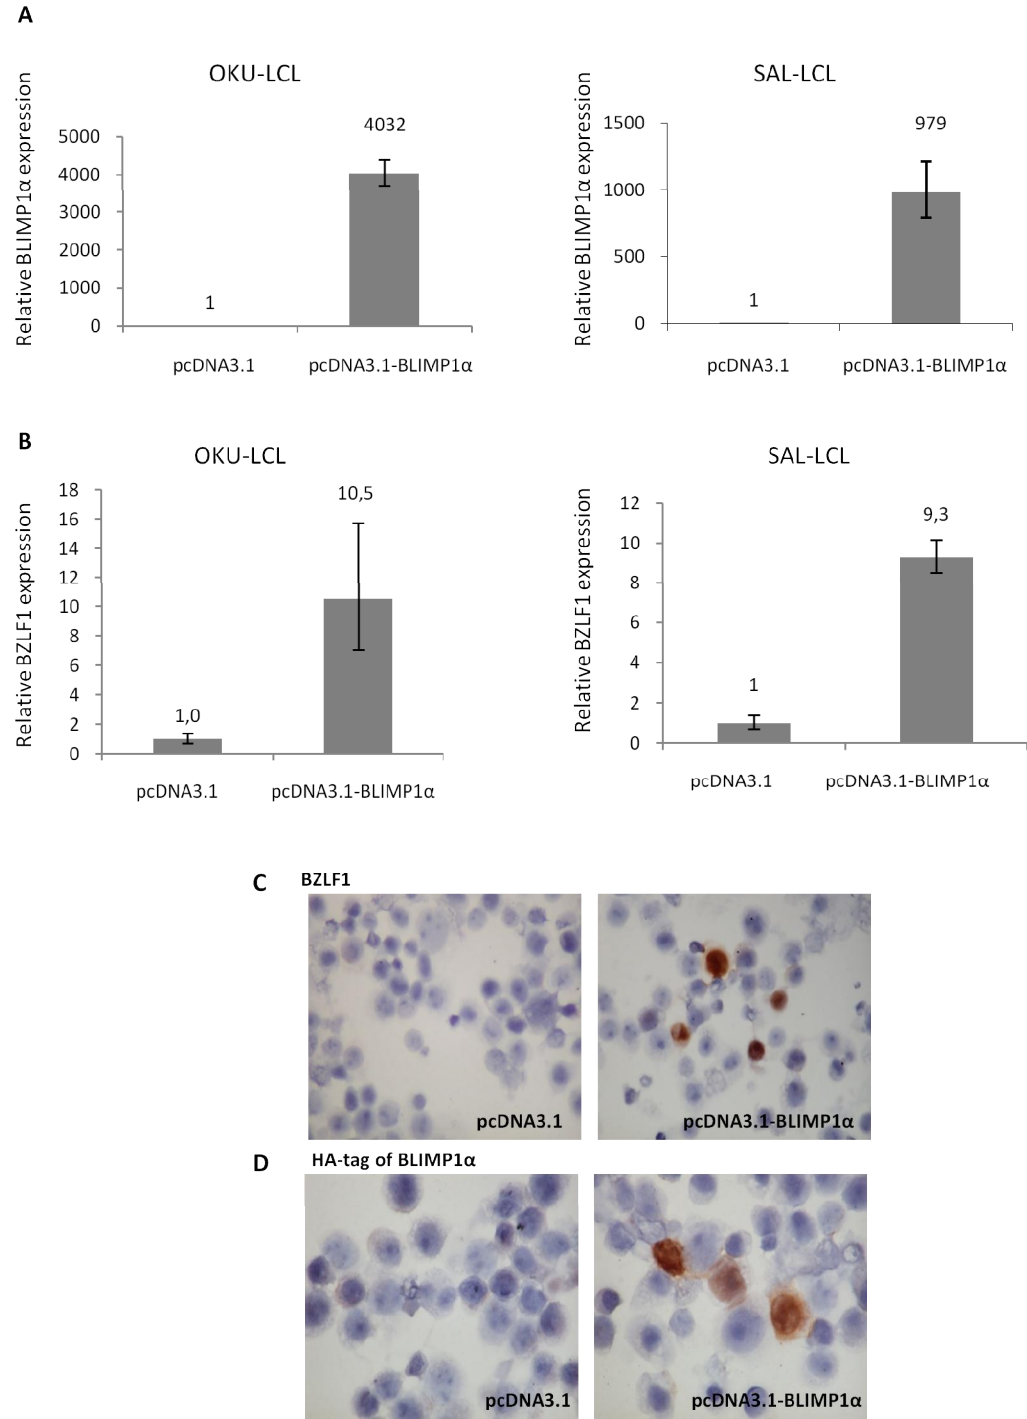 A
OKU-LCL
Relative BLIMP1α expression
5000
4000
3000
2000
1000
0
4032
1
pcDNA3.1
pcDNA3.1-BLIMP1α
SAL-LCL
Relative BLIMP1α expression
1500
1000
500
0
979
1
pcDNA3.1
pcDNA3.1-BLIMP1α
B
OKU-LCL
Relative BZLF1 expression
18
16
14
12
10
8
6
4
2
0
10,5
1,0
pcDNA3.1
pcDNA3.1-BLIMP1α
SAL-LCL
Relative BZLF1 expression
12
10
8
6
4
2
0
9,3
1
pcDNA3.1
pcDNA3.1-BLIMP1α
C
BZLF1
pcDNA3.1
pcDNA3.1-BLIMP1α
D
HA-tag of BLIMP1α
pcDNA3.1
pcDNA3.1-BLIMP1α